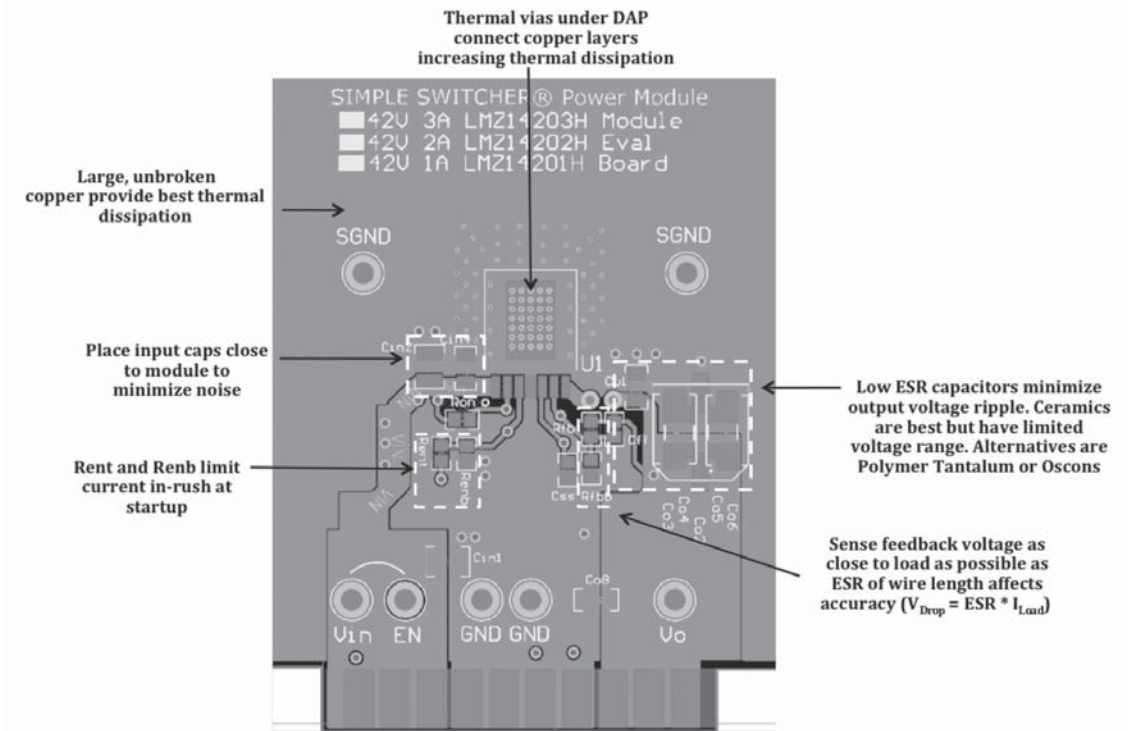 Thermal vias under DAP
connect copper layers
increasing thermal dissipation
SIMPLE SWITCHER® Power Module
42V 3A LMZ14203H Module
42V 2A LMZ14202H Eval
42V 1A LMZ14201H Board
Large, unbroken
copper provide best thermal
dissipation
SGND
SGND
Place input caps close
to module to
minimize noise
Cin2
U1
Ron
Low ESR capacitors minimize
output voltage ripple. Ceramics
are best but have limited
voltage range. Alternatives are
Polymer Tantalum or Oscons
Rent and Renb limit
current in-rush at
startup
Rent
Renb
Css
Rfbb
VIN
Co3
Co4
Co5
Co6
Sense feedback voltage as
close to load as possible as
ESR of wire length affects
accuracy (VDrop = ESR * ILoad)
Cin1
Co8
Vin
EN
GND
GND
Vo